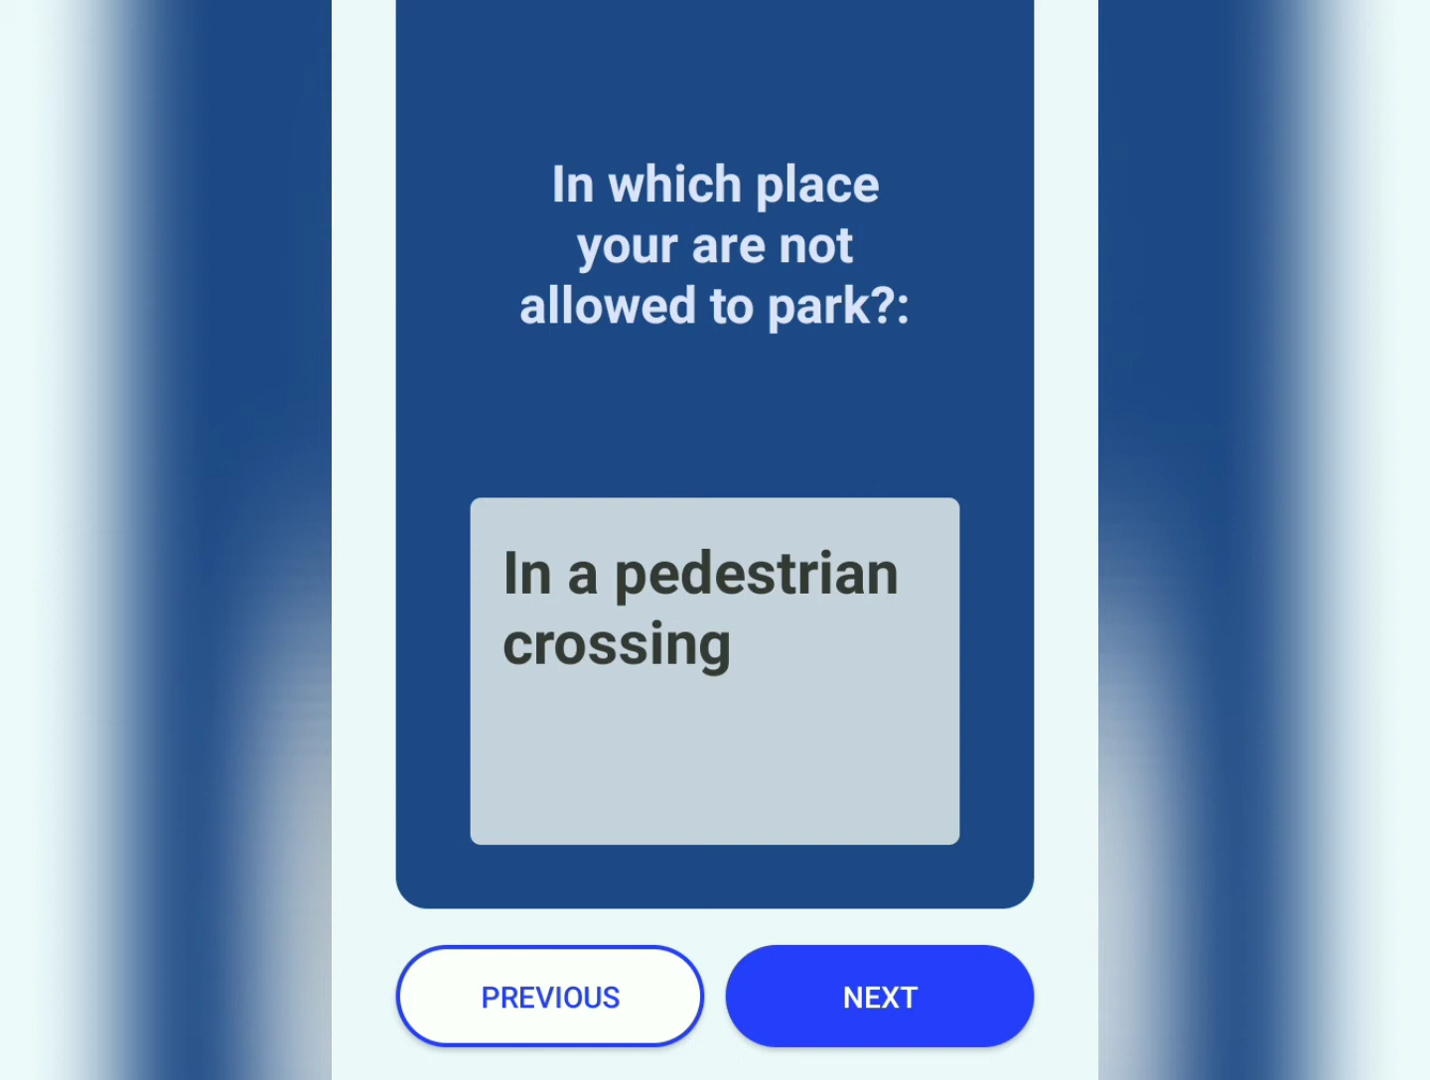 In which place
your are not
allowed to park?:
In a pedestrian
crossing
PREVIOUS
NEXT